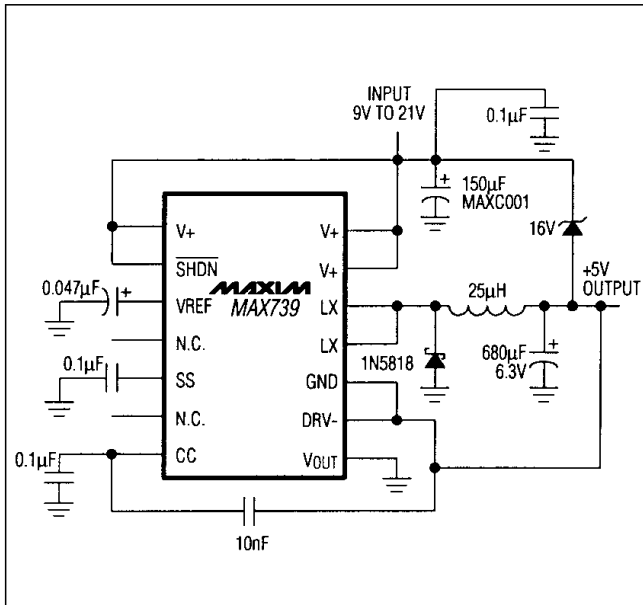 INPUT
9V TO 21V
0.1µF
150µF
MAXC001
+
16V
+5V
OUTPUT
V+
SHDN
VREF
N.C.
SS
N.C.
CC
MAXIM
MAX739
V+
V+
LX
LX
GND
DRV-
VOUT
0.047µF
+
0.1µF
0.1µF
10nF
25µH
1N5818
680µF
6.3V
+